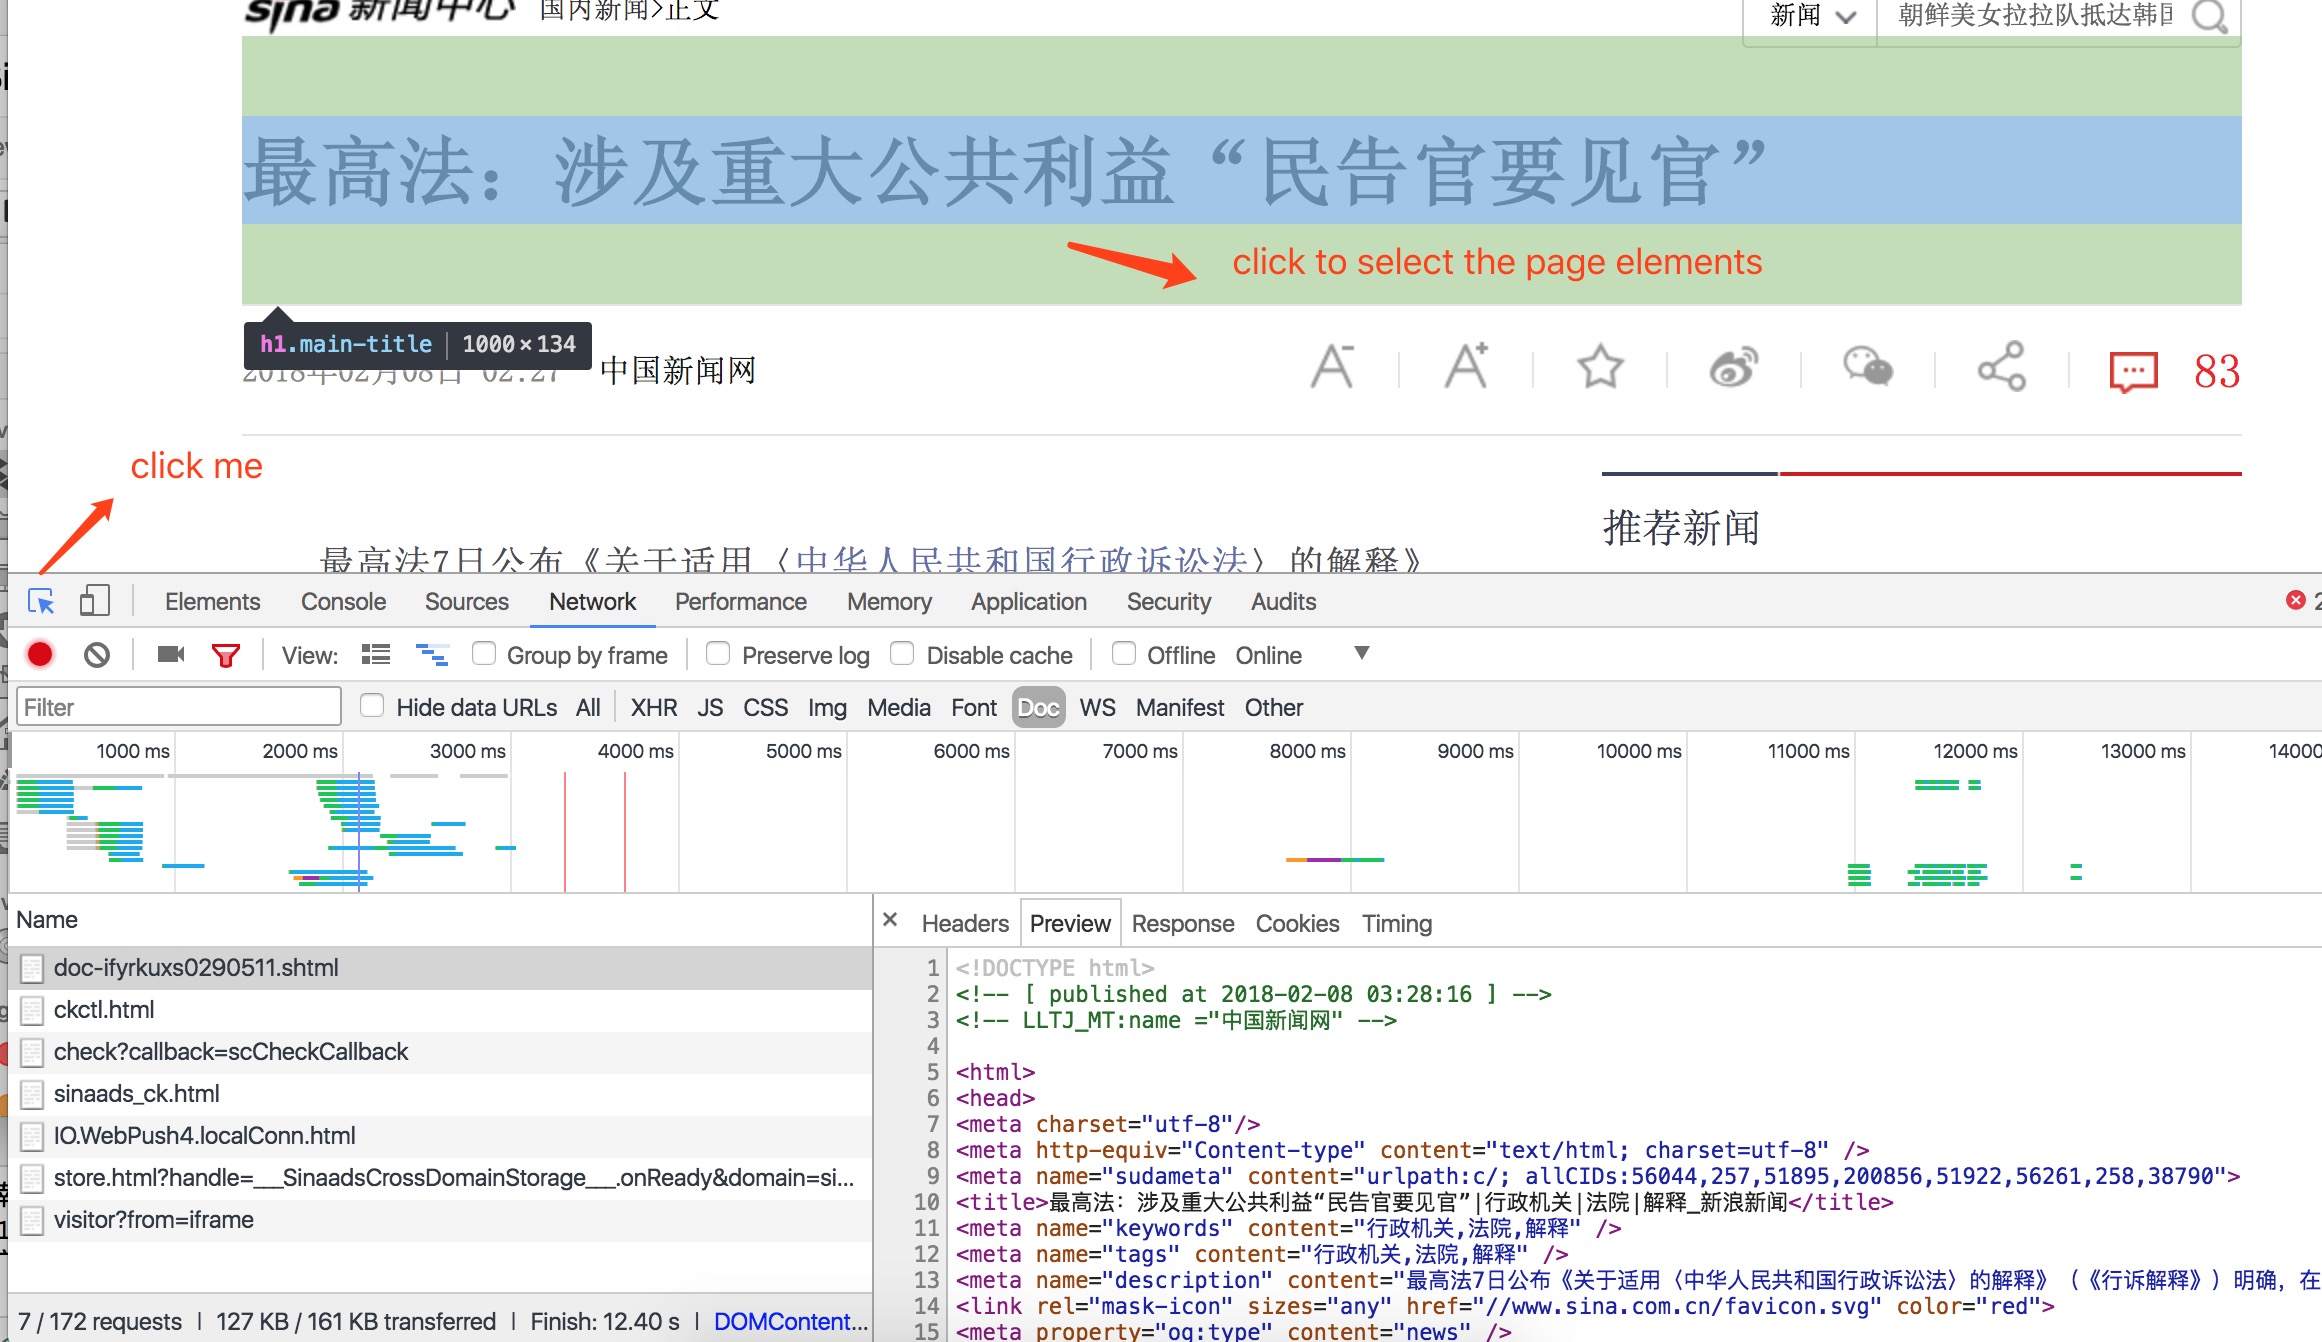 sina 新闻中心 国内新闻>正文
新闻 朝鲜美女拉拉队抵达韩国
最高法：涉及重大公共利益“民告官要见官”
click to select the page elements
h1.main-title 1000×134
2018年02月08日 02:27 中国新闻网
83
click me
推荐新闻
最高法7日公布《关于适用〈中华人民共和国行政诉讼法〉的解释》
Elements Console Sources Network Performance Memory Application Security Audits
View: Group by frame Preserve log Disable cache Offline Online
Filter Hide data URLs All XHR JS CSS Img Media Font Doc WS Manifest Other
1000 ms 2000 ms 3000 ms 4000 ms 5000 ms 6000 ms 7000 ms 8000 ms 9000 ms 10000 ms 11000 ms 12000 ms 13000 ms 14000
Name
doc-ifyrkuxs0290511.shtml
ckctl.html
check?callback=scCheckCallback
sinaads_ck.html
IO.WebPush4.localConn.html
store.html?handle=___SinaadsCrossDomainStorage___.onReady&domain=si...
visitor?from=iframe
7 / 172 requests | 127 KB / 161 KB transferred | Finish: 12.40 s | DOMContent...
× Headers Preview Response Cookies Timing
1 <!DOCTYPE html>
2 <!-- [ published at 2018-02-08 03:28:16 ] -->
3 <!-- LLTJ_MT:name ="中国新闻网" -->
4
5 <html>
6 <head>
7 <meta charset="utf-8"/>
8 <meta http-equiv="Content-type" content="text/html; charset=utf-8" />
9 <meta name="sudameta" content="urlpath:c/; allCIDs:56044,257,51895,200856,51922,56261,258,38790">
10 <title>最高法：涉及重大公共利益“民告官要见官”|行政机关|法院|解释_新浪新闻</title>
11 <meta name="keywords" content="行政机关,法院,解释" />
12 <meta name="tags" content="行政机关,法院,解释" />
13 <meta name="description" content="最高法7日公布《关于适用〈中华人民共和国行政诉讼法〉的解释》（《行诉解释》）明确，在
14 <link rel="mask-icon" sizes="any" href="//www.sina.com.cn/favicon.svg" color="red">
15 <meta property="og:type" content="news" />